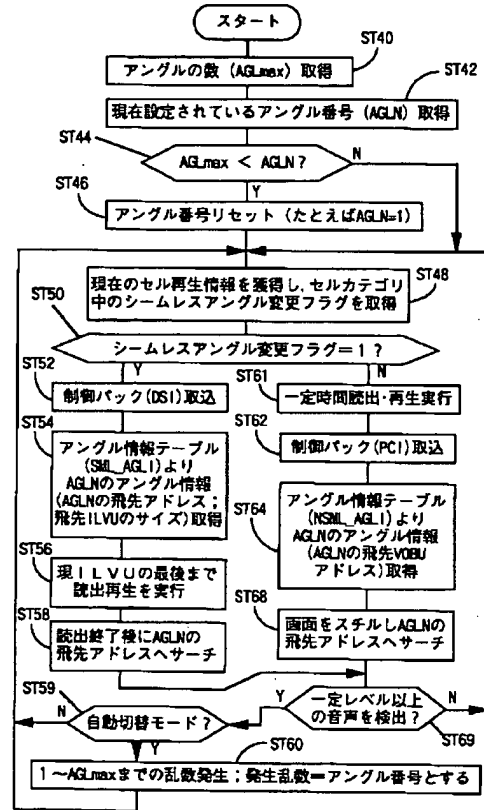 スタート
ST40
アングルの数 (AGLmax) 取得
ST42
現在設定されているアングル番号 (AGLN) 取得
ST44
AGLmax < AGLN ?
N
Y
ST46
アングル番号リセット (たとえばAGLN=1)
ST48
現在のセル再生情報を獲得し,セルカテゴリ
中のシームレスアングル変更フラグを取得
ST50
シームレスアングル変更フラグ=1 ?
Y
N
ST52
制御パック(DSI)取込
ST54
アングル情報テーブル
(SML_AGLI)より
AGLNのアングル情報
(AGLNの飛先アドレス;
飛先ILVUのサイズ)取得
ST56
現ILVUの最後まで
読出再生を実行
ST58
読出終了後にAGLNの
飛先アドレスへサーチ
ST61
一定時間読出・再生実行
ST62
制御パック(PCI)取込
ST64
アングル情報テーブル
(NSML_AGLI)より
AGLNのアングル情報
(AGLNの飛先VOBU
アドレス)取得
ST68
画面をスチルしAGLNの
飛先アドレスへサーチ
一定レベル以上
の音声を検出?
Y
N
ST69
ST59
自動切替モード?
N
Y
ST60
1〜AGLmaxまでの乱数発生;発生乱数=アングル番号とする